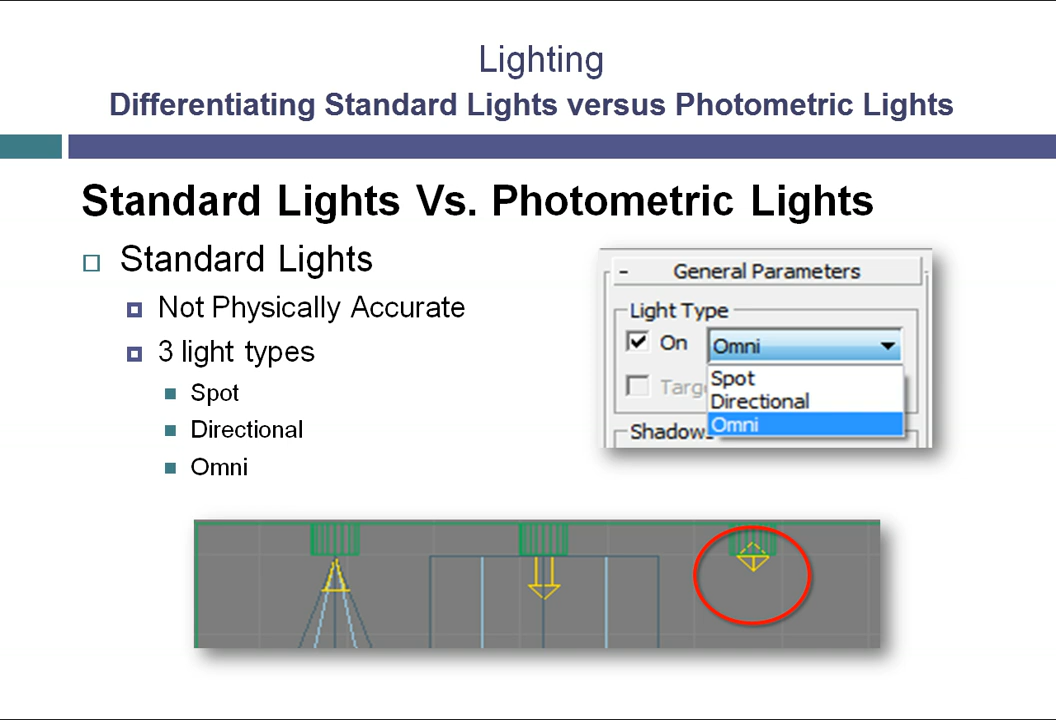 Lighting
Differentiating Standard Lights versus Photometric Lights
Standard Lights Vs. Photometric Lights
Standard Lights
Not Physically Accurate
3 light types
Spot
Directional
Omni
- General Parameters
Light Type
On Omni
Spot
Directional
Omni